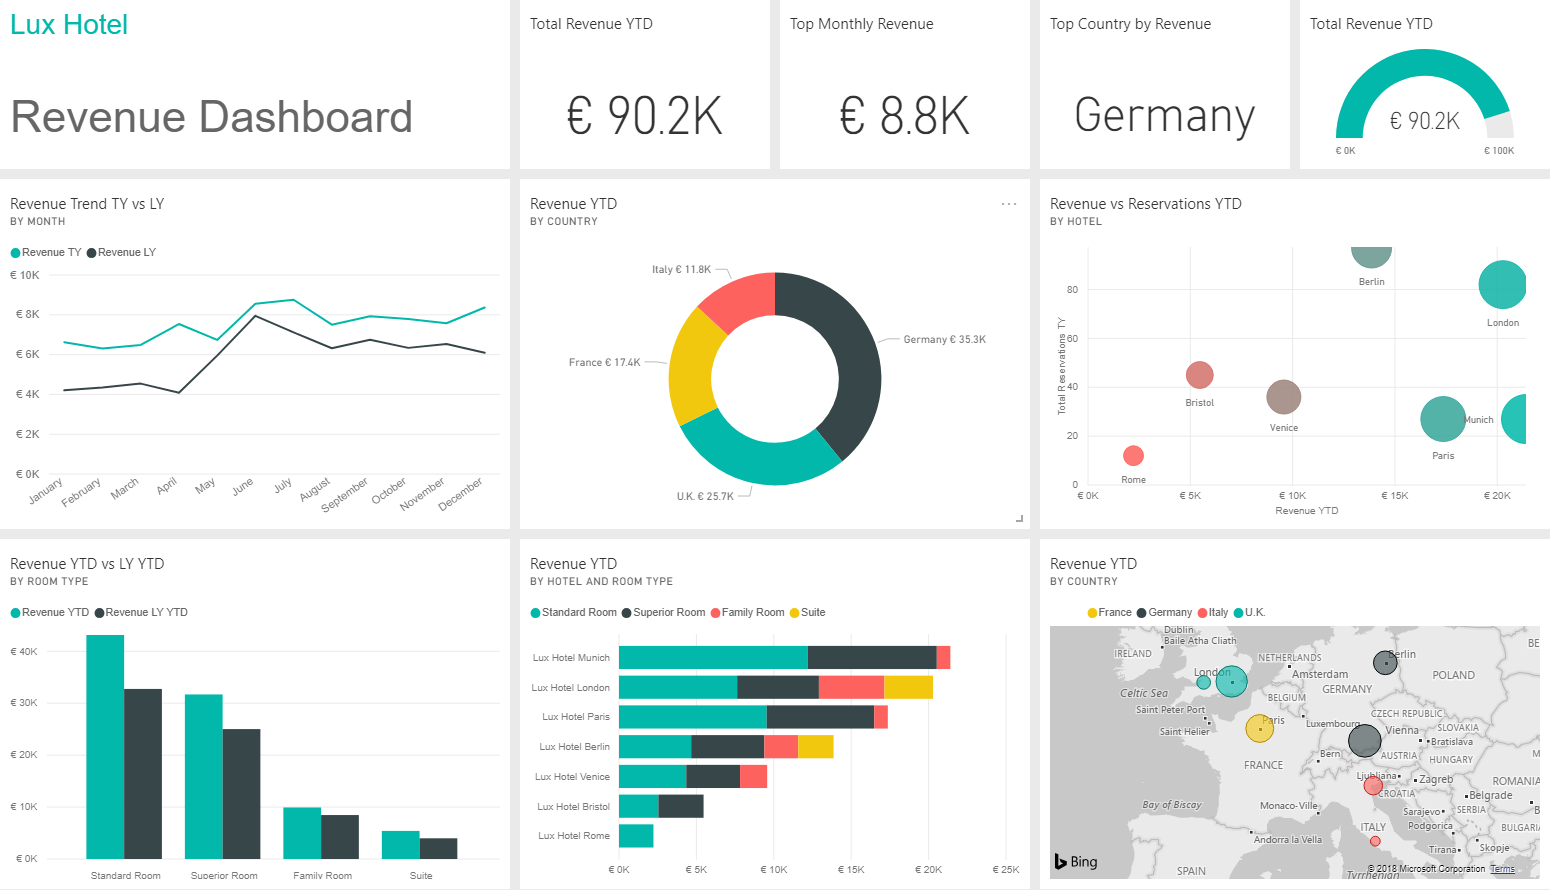 Lux Hotel
Revenue Dashboard
Total Revenue YTD
€ 90.2K
Top Monthly Revenue
€ 8.8K
Top Country by Revenue
Germany
Total Revenue YTD
€ 90.2K
€ 0K
€ 100K
Revenue Trend TY vs LY
BY MONTH
Revenue TY
Revenue LY
€ 10K
€ 8K
€ 6K
€ 4K
€ 2K
€ 0K
January
February
March
April
May
June
July
August
September
October
November
December
Revenue YTD
BY COUNTRY
...
Italy € 11.8K
Germany € 35.3K
France € 17.4K
U.K. € 25.7K
Revenue vs Reservations YTD
BY HOTEL
Total Reservations TY
80
60
40
20
0
Berlin
London
Bristol
Venice
Munich
Paris
Rome
€ 0K
€ 5K
€ 10K
€ 15K
€ 20K
Revenue YTD
Revenue YTD vs LY YTD
BY ROOM TYPE
Revenue YTD
Revenue LY YTD
€ 40K
€ 30K
€ 20K
€ 10K
€ 0K
Standard Room
Superior Room
Family Room
Suite
Revenue YTD
BY HOTEL AND ROOM TYPE
Standard Room
Superior Room
Family Room
Suite
Lux Hotel Munich
Lux Hotel London
Lux Hotel Paris
Lux Hotel Berlin
Lux Hotel Venice
Lux Hotel Bristol
Lux Hotel Rome
€ 0K
€ 5K
€ 10K
€ 15K
€ 20K
€ 25K
Revenue YTD
BY COUNTRY
France
Germany
Italy
U.K.
Dublin
Baile Atha Cliath
IRELAND
NETHERLANDS
Berlin
BE
London
Amsterdam
POLAND
GERMANY
Celtic Sea
BELGIUM
Saint Peter Port
CZECH REPUBLIC
Paris
Luxembourg
Saint Helier
Vienna
SLOVAKIA
Bratislava
Bern
AUSTRIA
HUNGARY
M
FRANCE
Ljubljana
Zagreb
ROMANIA
CROATIA
Belgrade
Bay of Biscay
Monaco-Ville
Sarajevo
SERBIA
B
Podgorica
ITALY
BULGARI
Andorra la Vella
Tirana
Skopje
Bing
SPAIN
Tyrrhenian
© 2018 Microsoft Corporation
Terms